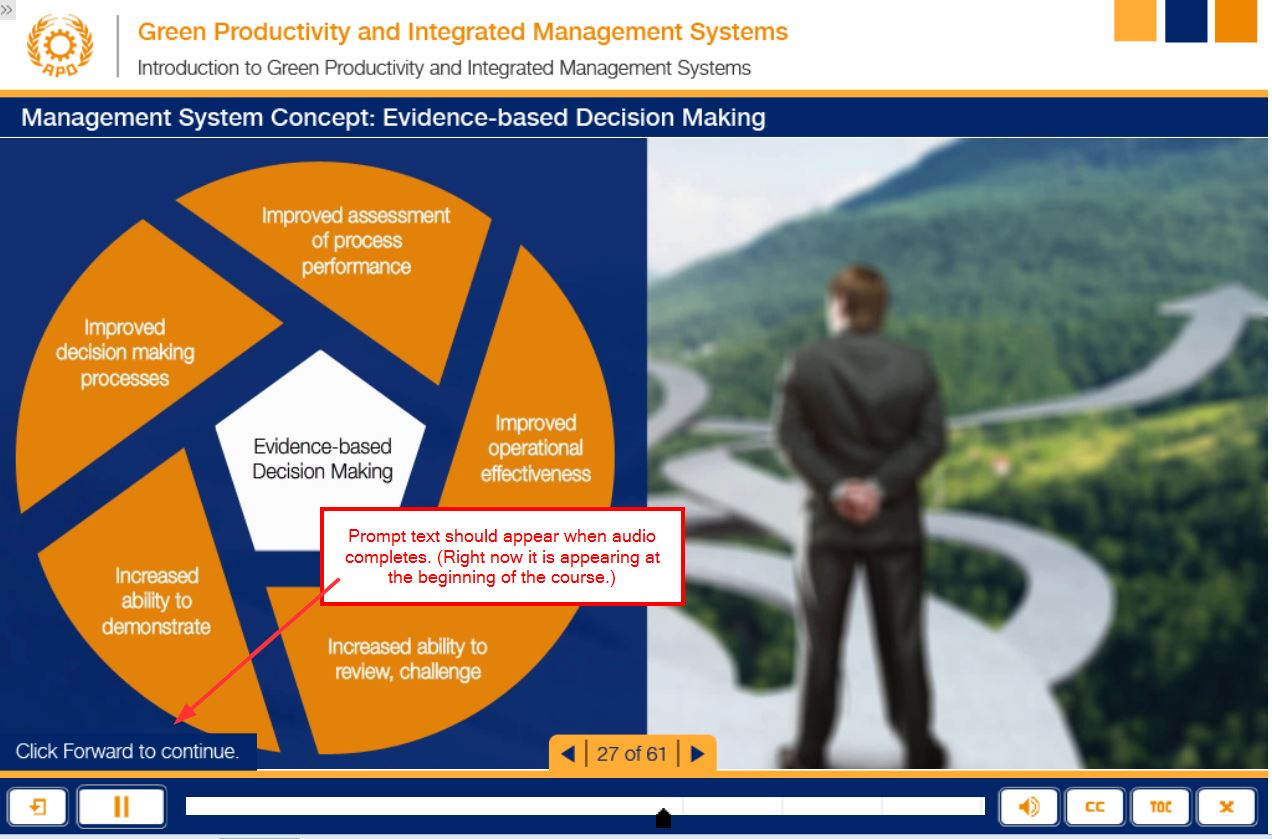 »
APO
Green Productivity and Integrated Management Systems
Introduction to Green Productivity and Integrated Management Systems
Management System Concept: Evidence-based Decision Making
Improved assessment
of process
performance
Improved
decision making
processes
Improved
operational
effectiveness
Evidence-based
Decision Making
Prompt text should appear when audio
completes. (Right now it is appearing at
the beginning of the course.)
Increased
ability to
demonstrate
Increased ability to
review, challenge
Click Forward to continue.
27 of 61
CC
TOC